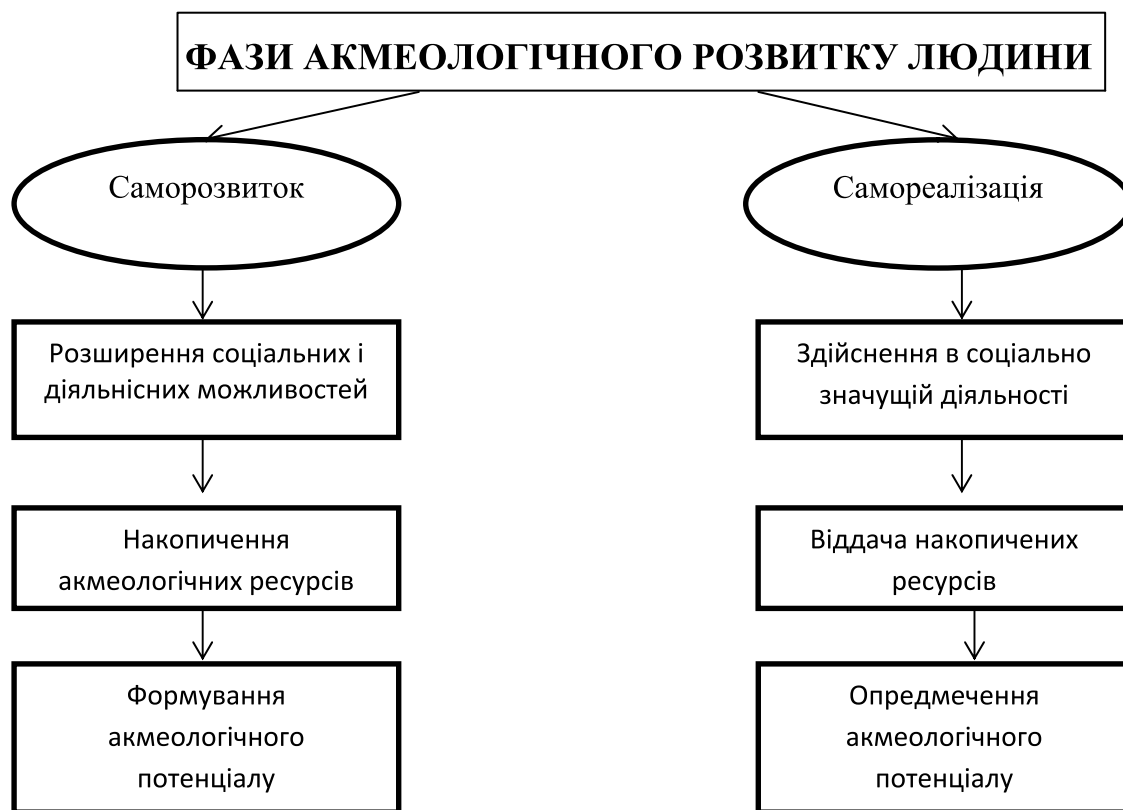 ФАЗИ АКМЕОЛОГІЧНОГО РОЗВИТКУ ЛЮДИНИ
Саморозвиток
Самореалізація
Розширення соціальних і
діяльнісних можливостей
Здійснення в соціально
значущій діяльності
Накопичення
акмеологічних ресурсів
Віддача накопичених
ресурсів
Формування
акмеологічного
потенціалу
Опредмечення
акмеологічного
потенціалу